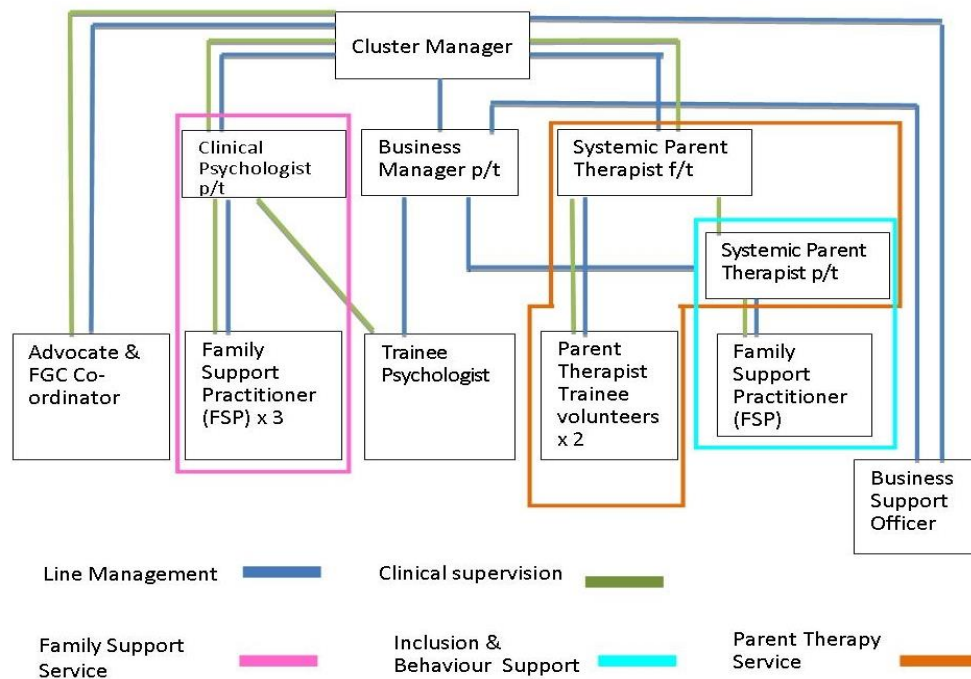 Cluster Manager
Clinical
Psychologist
p/t
Business
Manager p/t
Systemic Parent
Therapist f/t
Systemic Parent
Therapist p/t
Advocate &
FGC Co-
ordinator
Family
Support
Practitioner
(FSP) x 3
Trainee
Psychologist
Parent
Therapist
Trainee
volunteers
x 2
Family
Support
Practitioner
(FSP)
Business
Support
Officer
Line Management
Clinical supervision
Family Support
Service
Inclusion &
Behaviour Support
Parent Therapy
Service